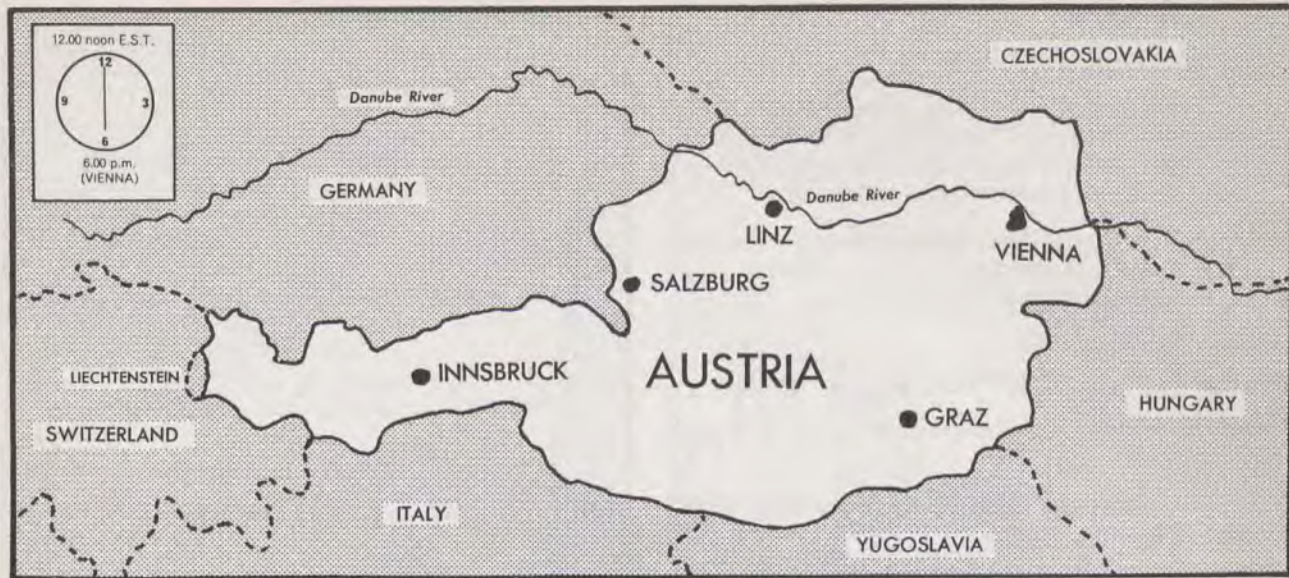 12.00 noon E.S.T.
12
9
3
6
6.00 p.m.
(VIENNA)
CZECHOSLOVAKIA
Danube River
GERMANY
Danube River
LINZ
VIENNA
SALZBURG
AUSTRIA
INNSBRUCK
LIECHTENSTEIN
GRAZ
HUNGARY
SWITZERLAND
ITALY
YUGOSLAVIA